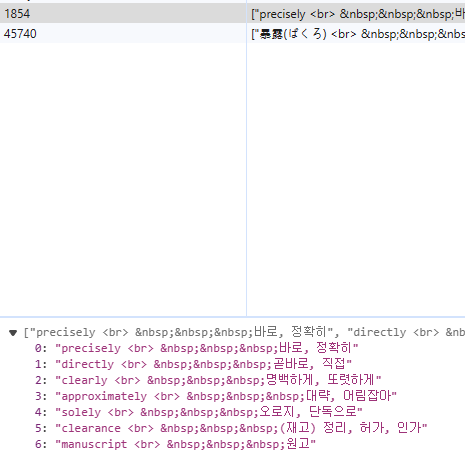 1854 ["precisely <br> &nbsp;&nbsp;&nbsp;바
45740 ["暴露(ばくろ) <br> &nbsp;&nbsp;&nbs
▼ ["precisely <br> &nbsp;&nbsp;&nbsp;바로, 정확히", "directly <br> &nb
0: "precisely <br> &nbsp;&nbsp;&nbsp;바로, 정확히"
1: "directly <br> &nbsp;&nbsp;&nbsp;곧바로, 직접"
2: "clearly <br> &nbsp;&nbsp;&nbsp;명백하게, 또렷하게"
3: "approximately <br> &nbsp;&nbsp;&nbsp;대략, 어림잡아"
4: "solely <br> &nbsp;&nbsp;&nbsp;오로지, 단독으로"
5: "clearance <br> &nbsp;&nbsp;&nbsp;(재고) 정리, 허가, 인가"
6: "manuscript <br> &nbsp;&nbsp;&nbsp;원고"